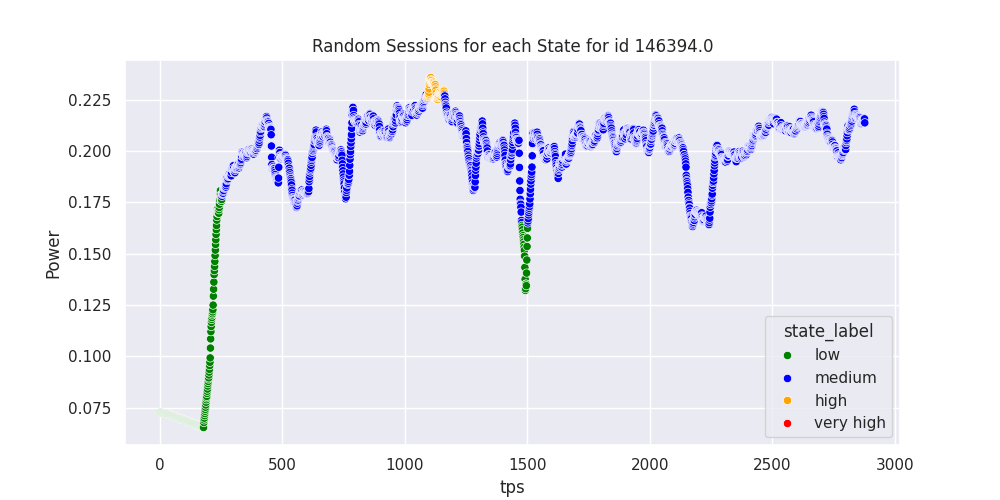 Random Sessions for each State for id 146394.0
Power
0.225
0.200
0.175
0.150
0.125
0.100
0.075
0
500
1000
1500
2000
2500
3000
tps
state_label
low
medium
high
very high